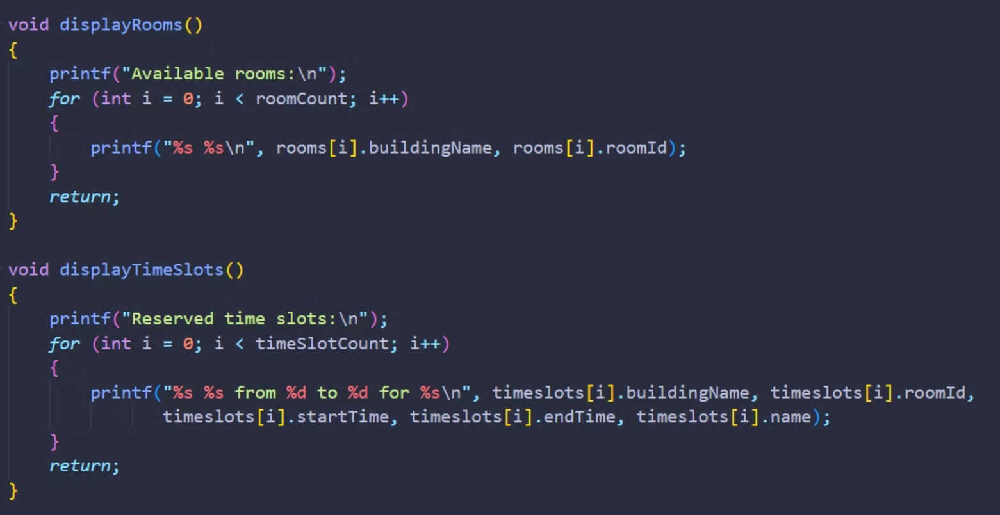 void displayRooms()
{
    printf("Available rooms:\n");
    for (int i = 0; i < roomCount; i++)
    {
        printf("%s %s\n", rooms[i].buildingName, rooms[i].roomId);
    }
    return;
}

void displayTimeSlots()
{
    printf("Reserved time slots:\n");
    for (int i = 0; i < timeSlotCount; i++)
    {
        printf("%s %s from %d to %d for %s\n", timeslots[i].buildingName, timeslots[i].roomId,
               timeslots[i].startTime, timeslots[i].endTime, timeslots[i].name);
    }
    return;
}